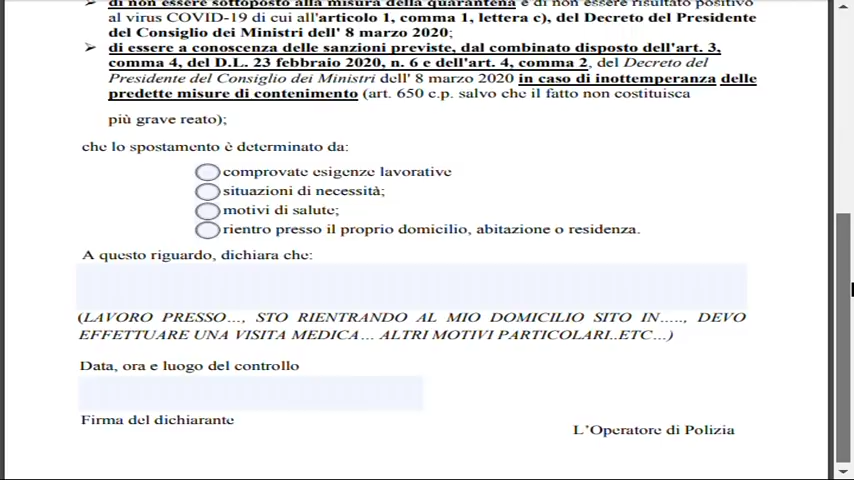 di non essere sottoposto alla misura della quarantena e di non essere risultato positivo
al virus COVID-19 di cui all'articolo 1, comma 1, lettera c), del Decreto del Presidente
del Consiglio dei Ministri dell' 8 marzo 2020;
➢ di essere a conoscenza delle sanzioni previste, dal combinato disposto dell'art. 3,
comma 4, del D.L. 23 febbraio 2020, n. 6 e dell'art. 4, comma 2, del Decreto del
Presidente del Consiglio dei Ministri dell' 8 marzo 2020 in caso di inottemperanza delle
predette misure di contenimento (art. 650 c.p. salvo che il fatto non costituisca
più grave reato);
che lo spostamento è determinato da:
comprovate esigenze lavorative
situazioni di necessità;
motivi di salute;
rientro presso il proprio domicilio, abitazione o residenza.
A questo riguardo, dichiara che:
(LAVORO PRESSO..., STO RIENTRANDO AL MIO DOMICILIO SITO IN....., DEVO
EFFETTUARE UNA VISITA MEDICA... ALTRI MOTIVI PARTICOLARI..ETC...)
Data, ora e luogo del controllo
Firma del dichiarante
L'Operatore di Polizia